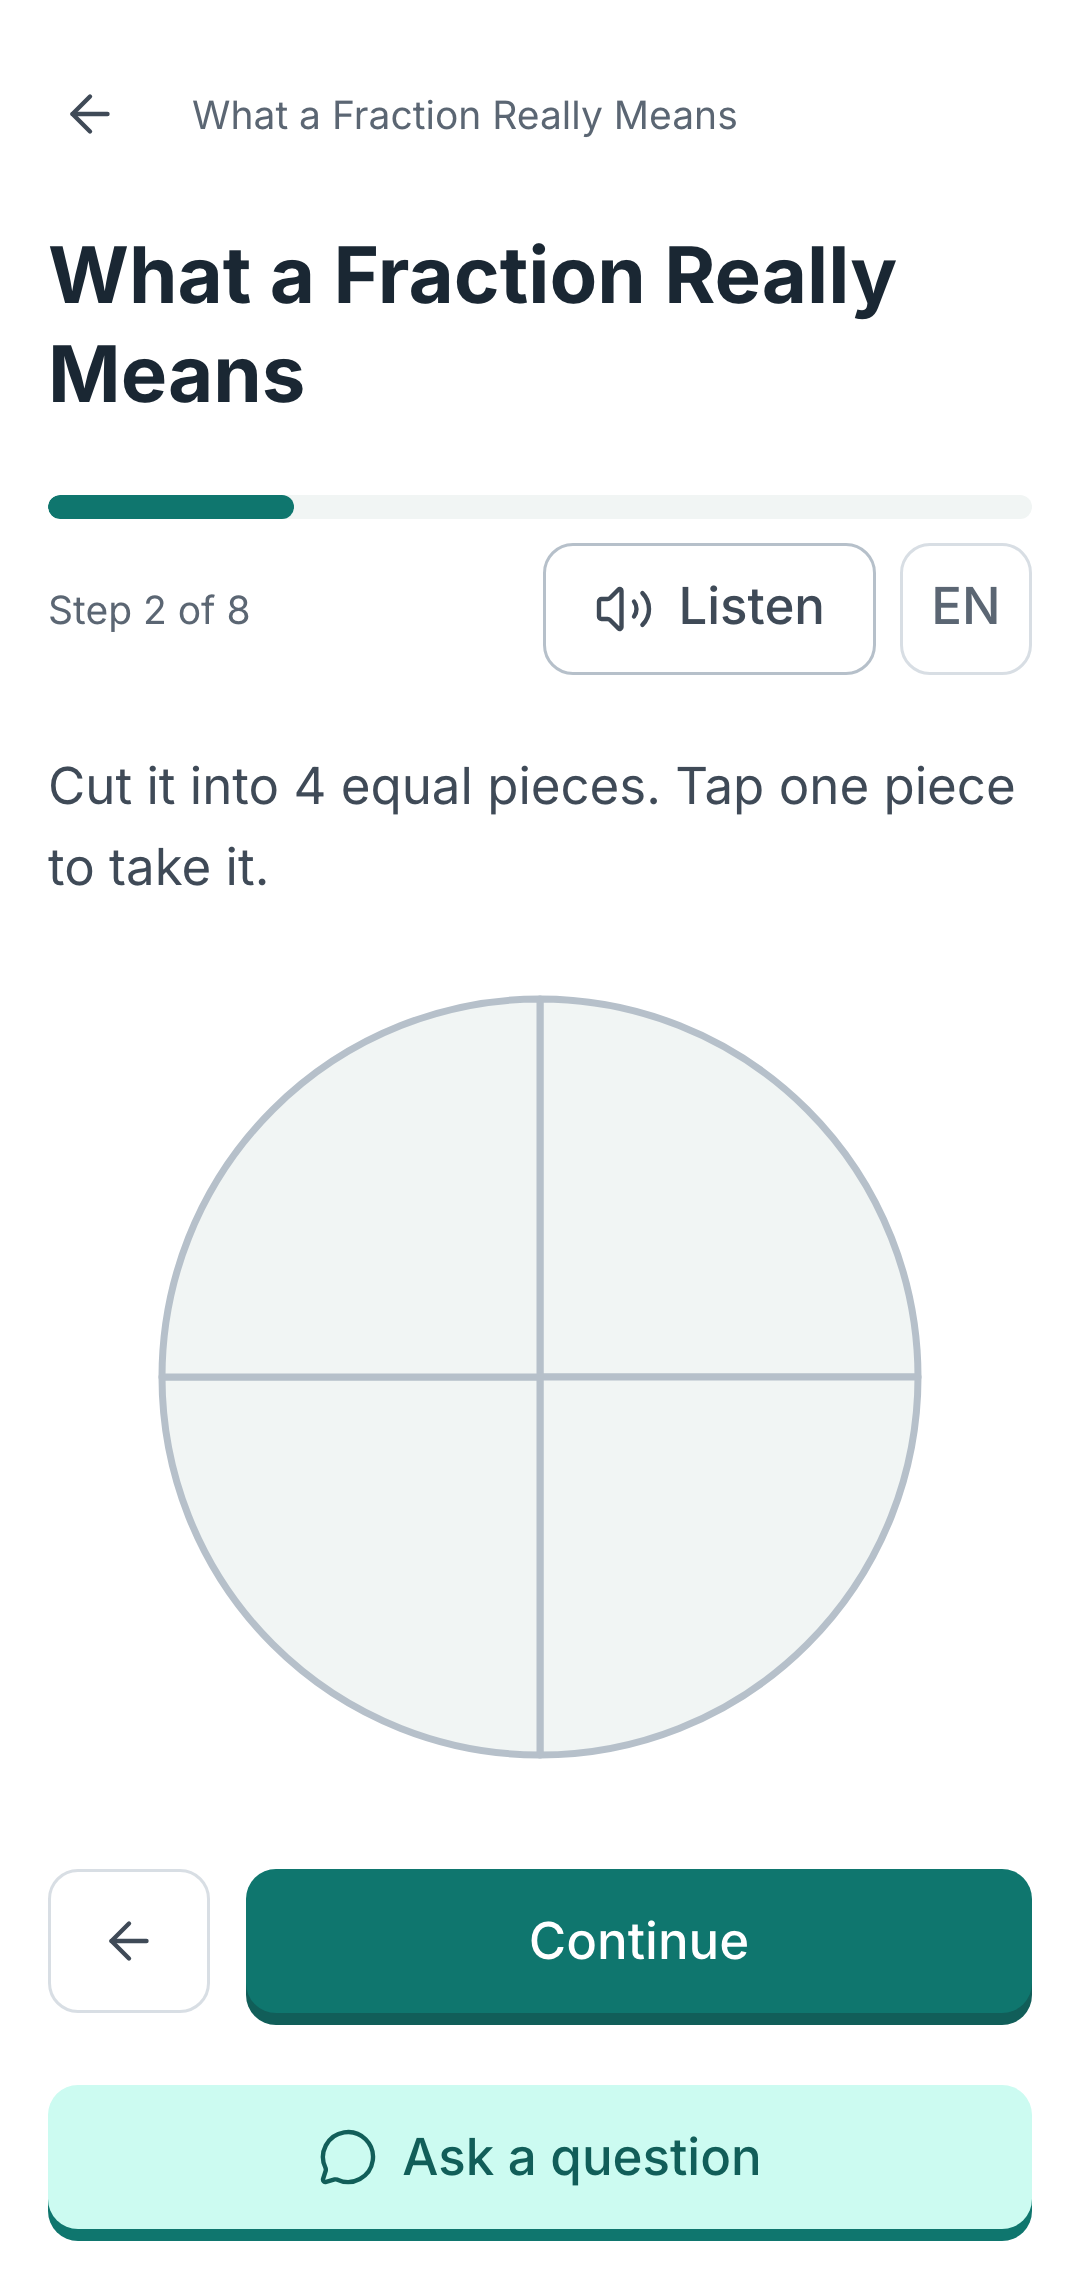 What a Fraction Really Means
What a Fraction Really
Means
Step 2 of 8
Listen
EN
Cut it into 4 equal pieces. Tap one piece
to take it.
Continue
Ask a question